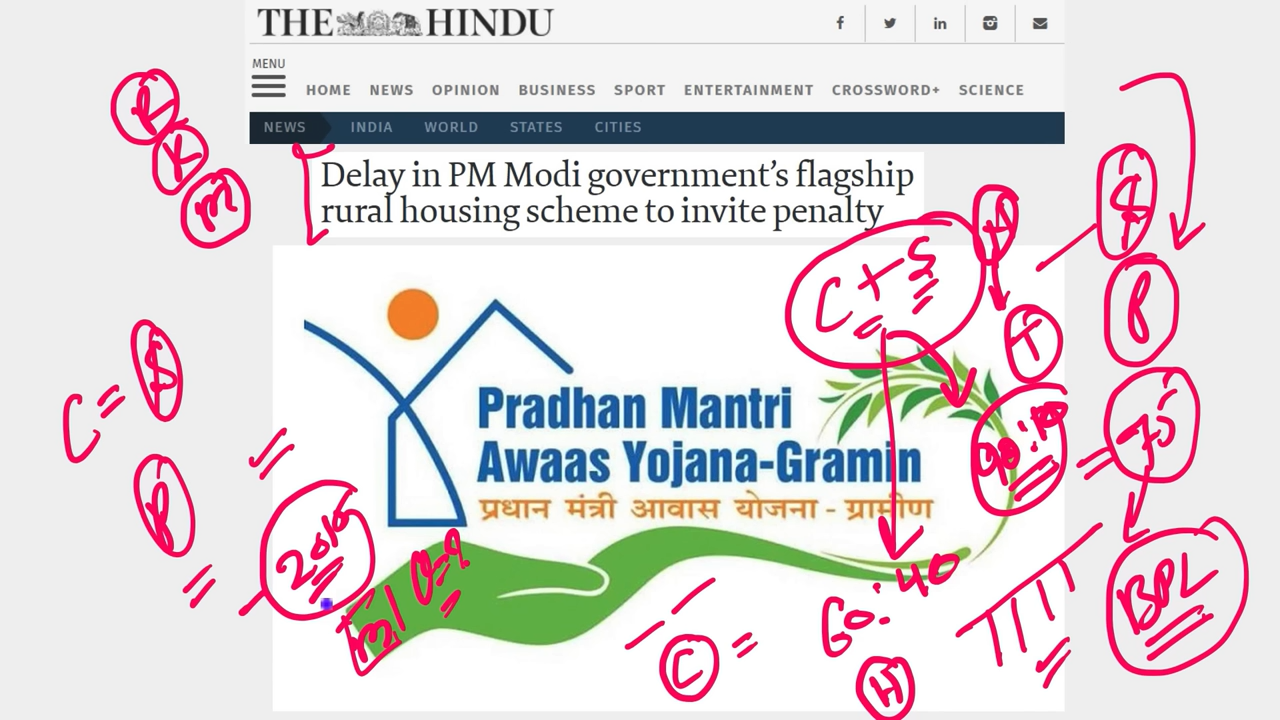 THE HINDU
MENU
HOME NEWS OPINION BUSINESS SPORT ENTERTAINMENT CROSSWORD+ SCIENCE
NEWS INDIA WORLD STATES CITIES
Delay in PM Modi government's flagship
rural housing scheme to invite penalty
Pradhan Mantri
Awaas Yojana-Gramin
प्रधान मंत्री आवास योजना - ग्रामीण
R
K
M
C + S
T
P
75
BPL
90:10
60:40
H
C =
C =